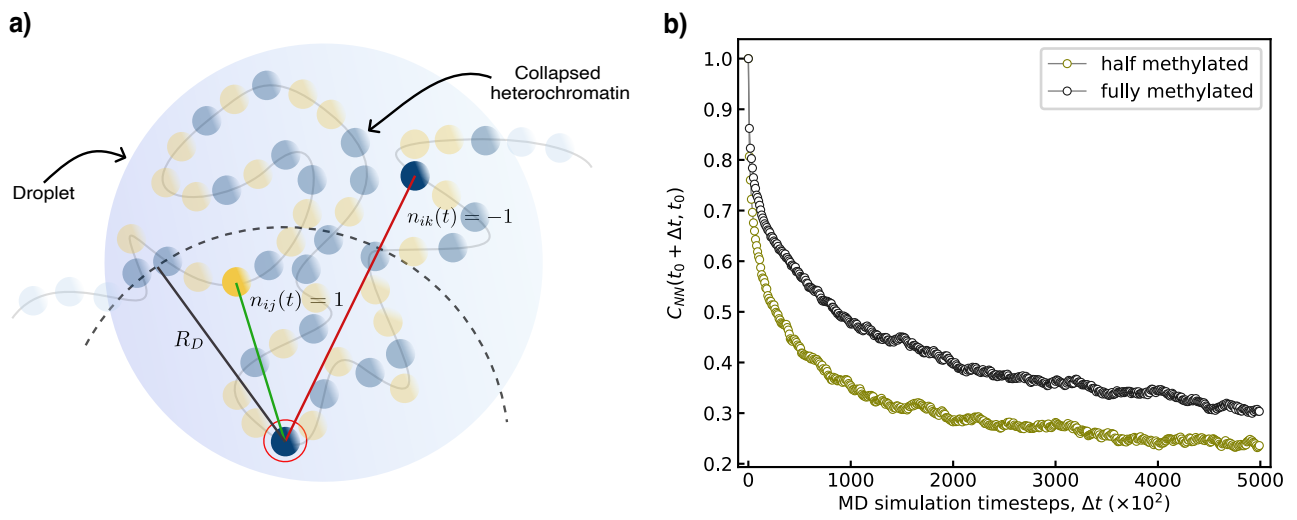 a)
Collapsed
heterochromatin
Droplet
n_{ik}(t) = −1
n_{ij}(t) = 1
R_D
b)
half methylated
fully methylated
C_{NN}(t_0 + Δt, t_0)
1.0
0.9
0.8
0.7
0.6
0.5
0.4
0.3
0.2
0 1000 2000 3000 4000 5000
MD simulation timesteps, Δt (×10²)